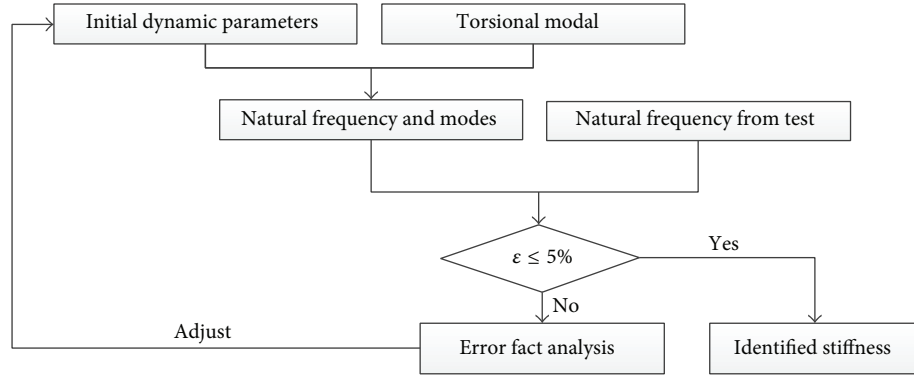 Initial dynamic parameters
Torsional modal
Natural frequency and modes
Natural frequency from test
ε ≤ 5%
Yes
No
Adjust
Error fact analysis
Identified stiffness